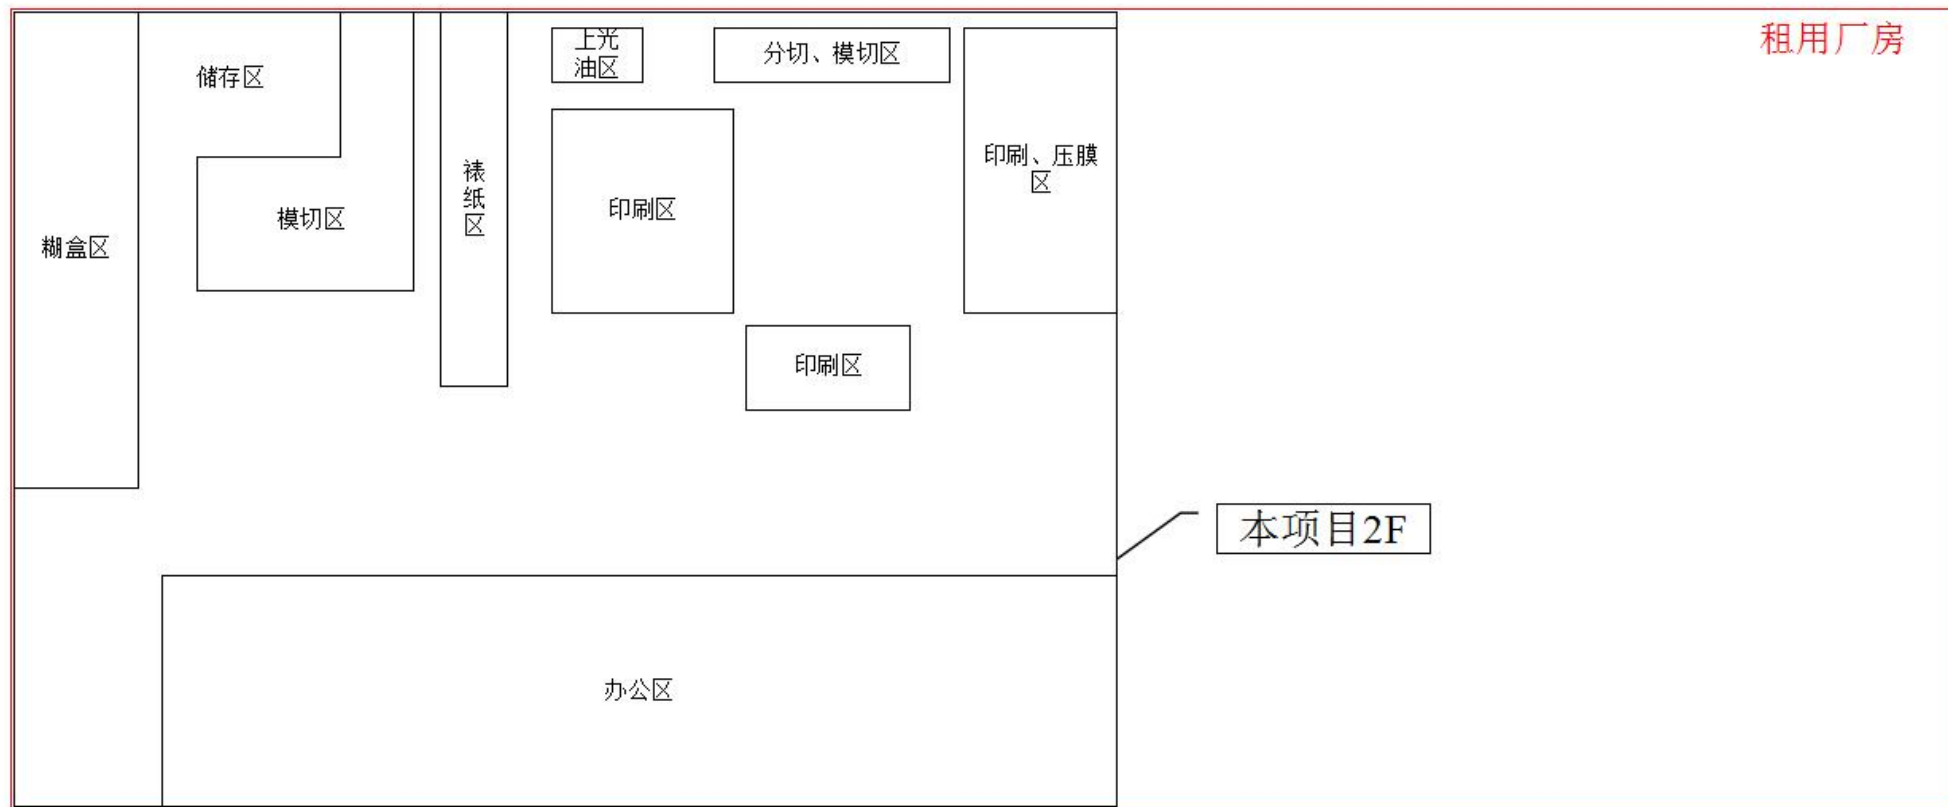 租用厂房
上光
油区
分切、模切区
储存区
印刷、压膜
区
裱
纸
区
印刷区
模切区
糊盒区
印刷区
本项目2F
办公区